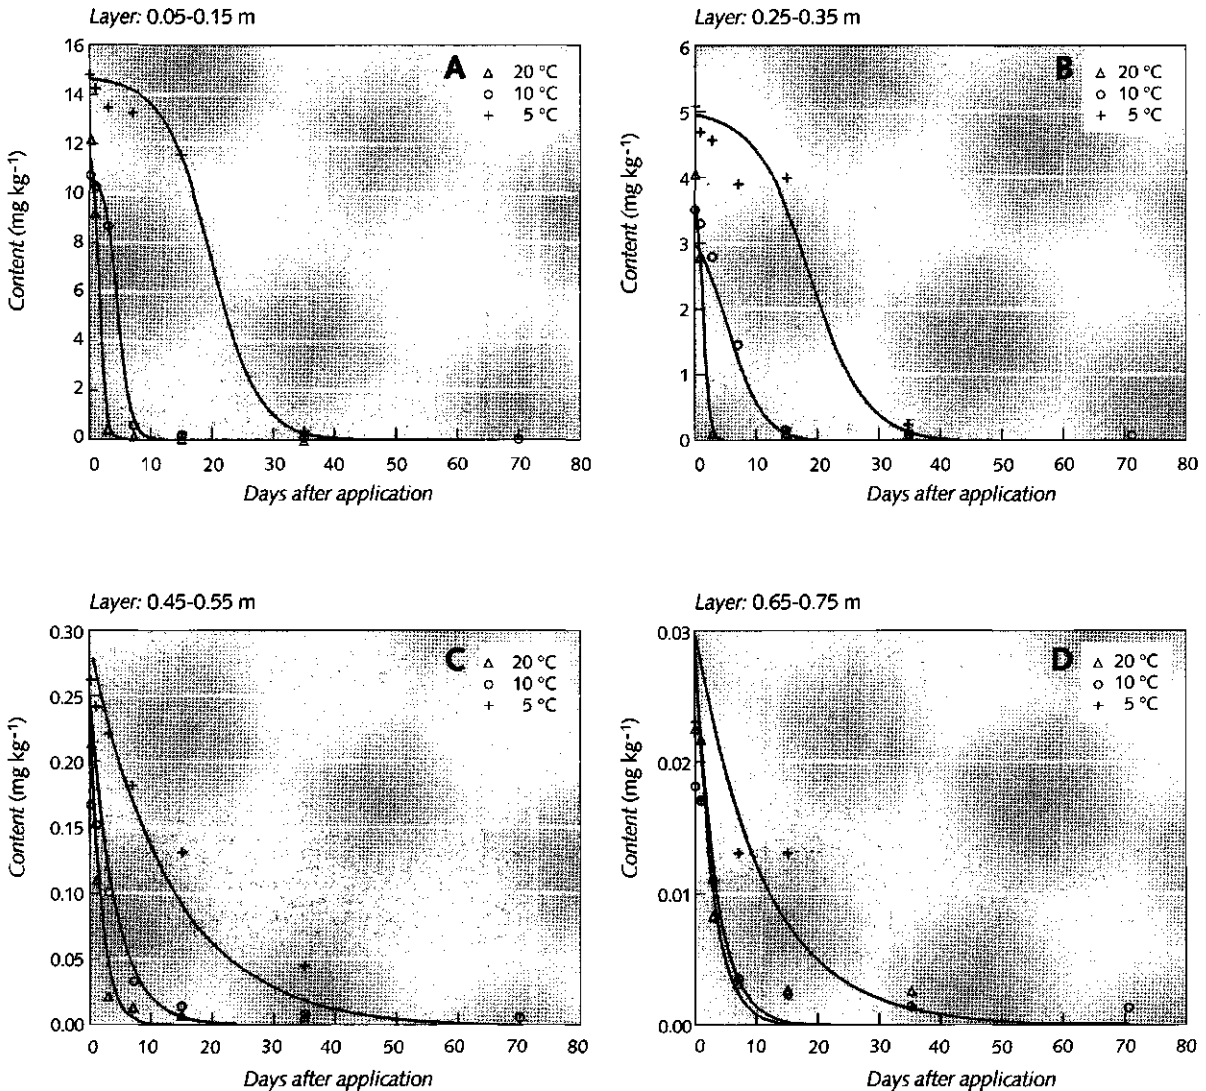 Layer: 0.05-0.15 m
A
△ 20 °C
○ 10 °C
+ 5 °C
16
14
12
10
8
6
4
2
0
Content (mg kg⁻¹)
0 10 20 30 40 50 60 70 80
Days after application
Layer: 0.25-0.35 m
B
△ 20 °C
○ 10 °C
+ 5 °C
6
5
4
3
2
1
0
Content (mg kg⁻¹)
0 10 20 30 40 50 60 70 80
Days after application
Layer: 0.45-0.55 m
C
△ 20 °C
○ 10 °C
+ 5 °C
0.30
0.25
0.20
0.15
0.10
0.05
0.00
Content (mg kg⁻¹)
0 10 20 30 40 50 60 70 80
Days after application
Layer: 0.65-0.75 m
D
△ 20 °C
○ 10 °C
+ 5 °C
0.03
0.02
0.01
0.00
Content (mg kg⁻¹)
0 10 20 30 40 50 60 70 80
Days after application